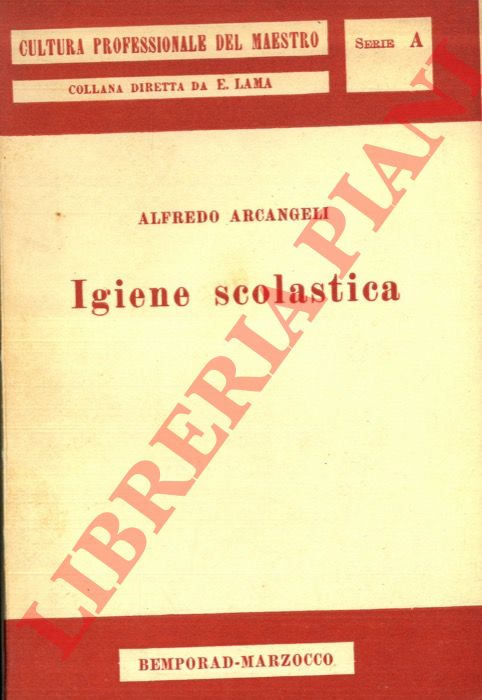 CULTURA PROFESSIONALE DEL MAESTRO
SERIE A
COLLANA DIRETTA DA E. LAMA
ALFREDO ARCANGELI
Igiene scolastica
LIBRERIA PIANI
BEMPORAD-MARZOCCO